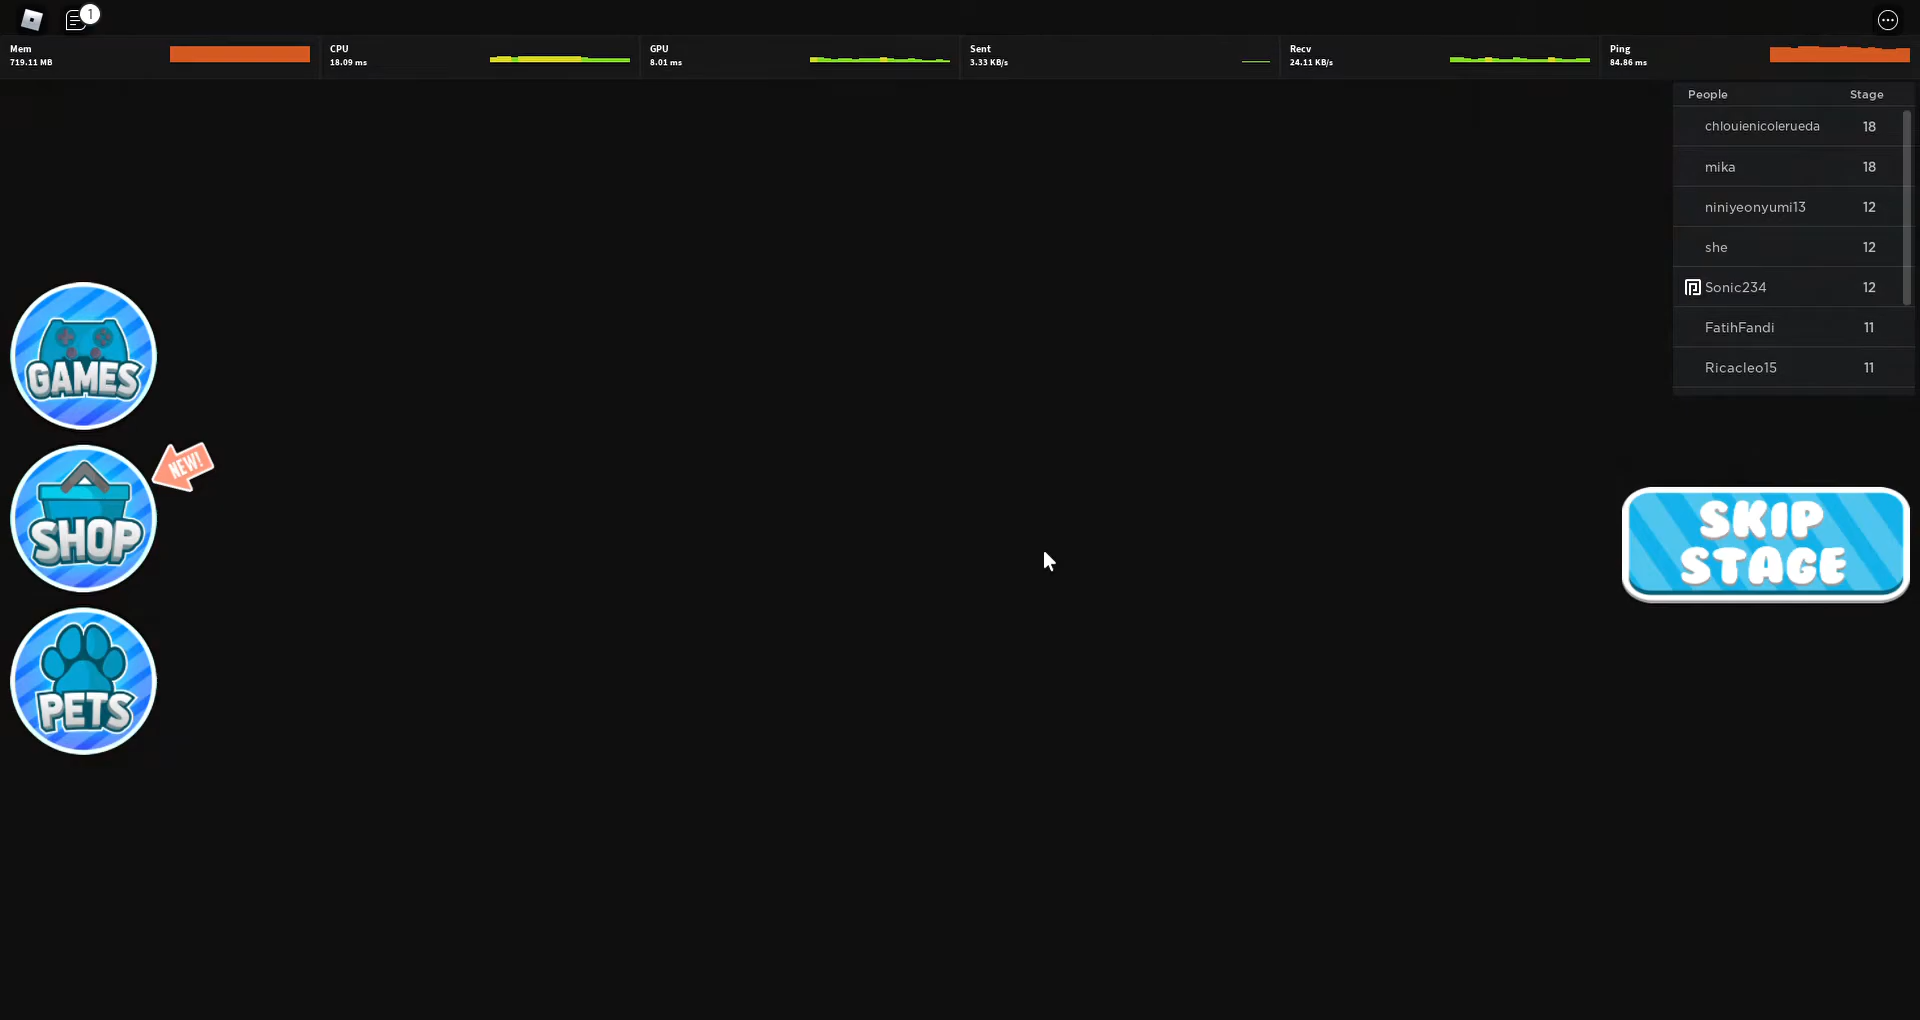 1
Mem
719.11 MB
CPU
18.09 ms
GPU
8.01 ms
Sent
3.33 KB/s
Recv
24.11 KB/s
Ping
84.86 ms
People Stage
chlouienicolerueda 18
mika 18
niniyeonyumi13 12
she 12
Sonic234 12
FatihFandi 11
Ricacleo15 11
GAMES
NEW!
SHOP
PETS
SKIP
STAGE